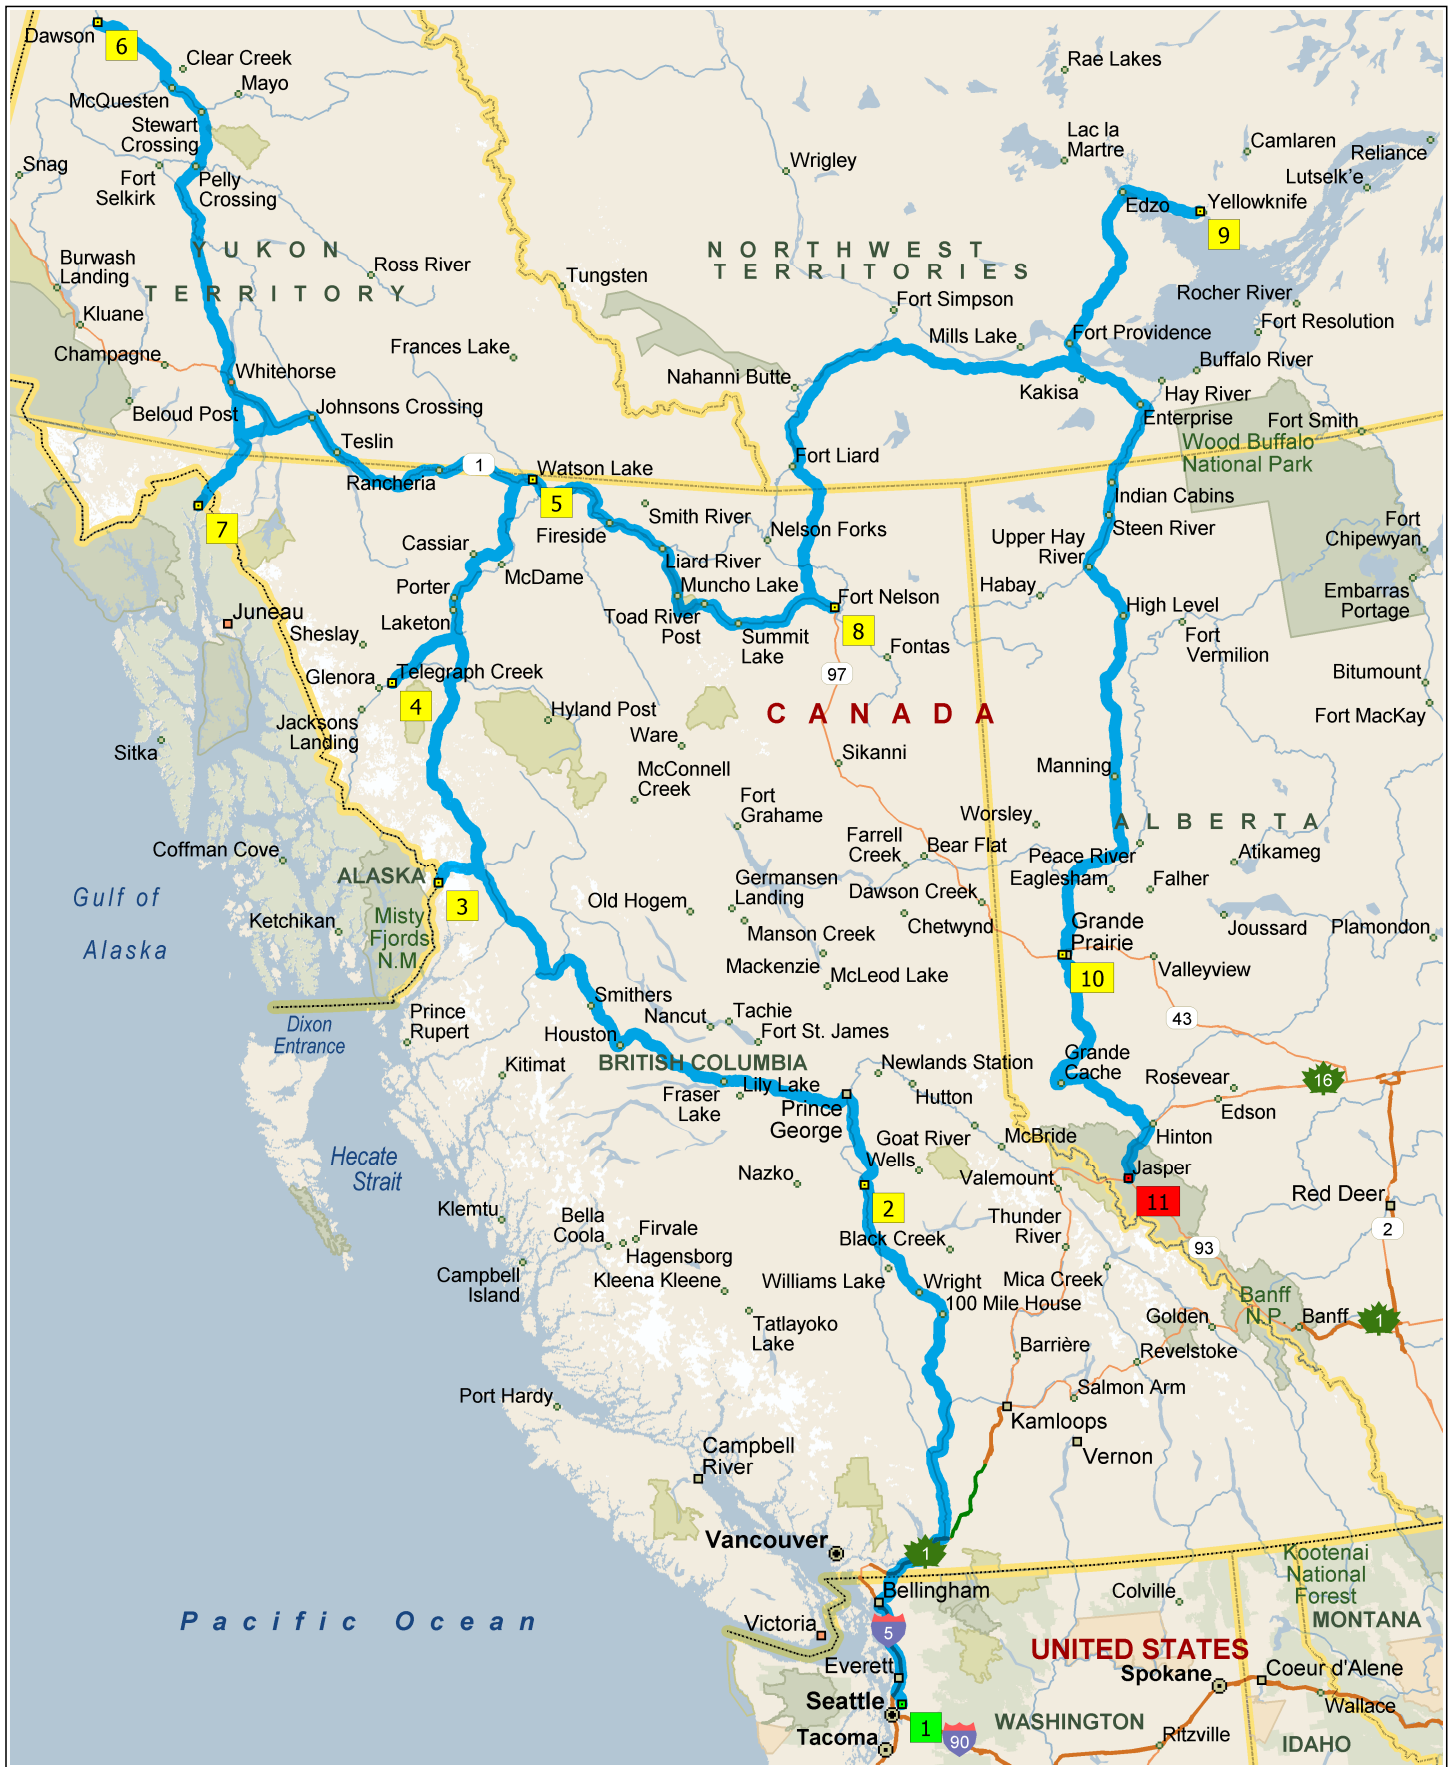 Dawson
6
Clear Creek
Mayo
McQuesten
Stewart
Crossing
Snag
Fort
Selkirk
Pelly
Crossing
Rae Lakes
Lac la
Martre
Camlaren
Reliance
Lutselk'e
Wrigley
Edzo
Yellowknife
9
YUKON
TERRITORY
NORTHWEST
TERRITORIES
Burwash
Landing
Ross River
Tungsten
Kluane
Fort Simpson
Rocher River
Mills Lake
Fort Providence
Fort Resolution
Champagne
Frances Lake
Whitehorse
Nahanni Butte
Kakisa
Buffalo River
Hay River
Beloud Post
Johnsons Crossing
Enterprise
Fort Smith
Wood Buffalo
National Park
Teslin
Rancheria
1
Watson Lake
5
Fort Liard
7
Smith River
Fireside
Nelson Forks
Indian Cabins
Steen River
Upper Hay
River
Fort
Chipewyan
Cassiar
McDame
Liard River
Muncho Lake
Porter
Habay
Embarras
Portage
Juneau
Laketon
Toad River
Post
Summit
Lake
Fort Nelson
8
High Level
Fort
Vermilion
Sheslay
Fontas
Glenora
Telegraph Creek
4
97
Bitumount
Jacksons
Landing
Hyland Post
CANADA
Fort MacKay
Sitka
Ware
Sikanni
McConnell
Creek
Manning
Fort
Grahame
Worsley
ALBERTA
Coffman Cove
Farrell
Creek
Bear Flat
Peace River
Atikameg
ALASKA
3
Germansen
Landing
Dawson Creek
Eaglesham
Falher
Gulf of
Alaska
Ketchikan
Misty
Fjords
N.M.
Old Hogem
Manson Creek
Chetwynd
Grande
Prairie
10
Joussard
Plamondon
Mackenzie
McLeod Lake
Valleyview
Smithers
Dixon
Entrance
Prince
Rupert
Nancut
Tachie
Fort St. James
43
Houston
BRITISH COLUMBIA
Kitimat
Newlands Station
Grande
Cache
Rosevear
16
Fraser
Lake
Lily Lake
Prince
George
Hutton
Edson
Goat River
Wells
McBride
Hinton
Hecate
Strait
Nazko
Valemount
Jasper
11
Red Deer
2
Klemtu
Bella
Coola
Firvale
Hagensborg
2
Black Creek
Thunder
River
93
Campbell
Island
Kleena Kleene
Williams Lake
Wright
Mica Creek
100 Mile House
Banff
N.P.
Banff
1
Tatlayoko
Lake
Golden
Barrière
Revelstoke
Port Hardy
Salmon Arm
Kamloops
Campbell
River
Vernon
Vancouver
1
Kootenai
National
Forest
Bellingham
Colville
MONTANA
Pacific Ocean
Victoria
5
UNITED STATES
Everett
Spokane
Coeur d'Alene
Seattle
1
WASHINGTON
Wallace
Tacoma
90
Ritzville
IDAHO